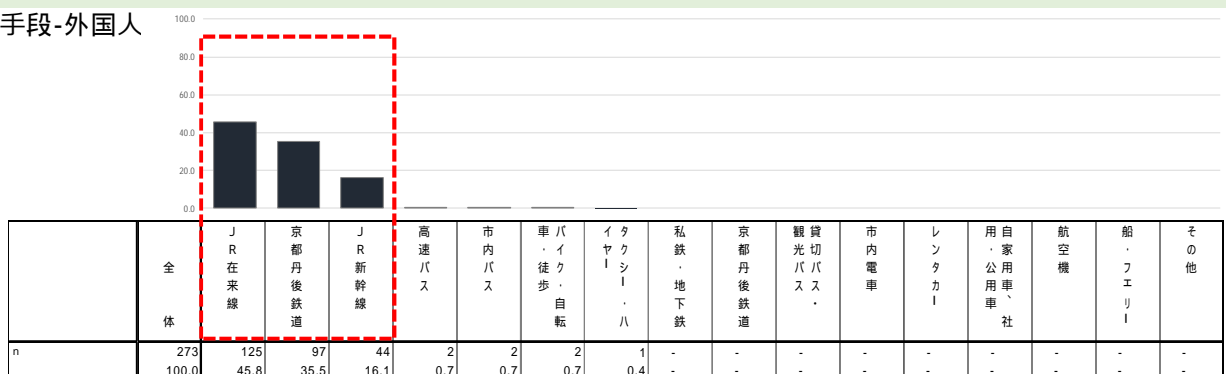 手段-外国人
100.0
80.0
60.0
40.0
20.0
0.0
全体
JR在来線
京都丹後鉄道
JR新幹線
高速バス
市内バス
バイク・自転車・徒歩
タクシー・ハイヤー
私鉄・地下鉄
京都丹後鉄道
貸切バス・観光バス
市内電車
レンタカー
自家用車、社用・公用車
航空機
船・フェリー
その他
n 273 125 97 44 2 2 2 1 - - - - - - - - -
100.0 45.8 35.5 16.1 0.7 0.7 0.7 0.4 - - - - - - - - -